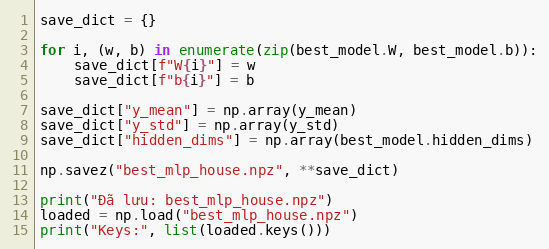 1 save_dict = {}
2
3 for i, (w, b) in enumerate(zip(best_model.W, best_model.b)):
4     save_dict[f"W{i}"] = w
5     save_dict[f"b{i}"] = b
6
7 save_dict["y_mean"] = np.array(y_mean)
8 save_dict["y_std"] = np.array(y_std)
9 save_dict["hidden_dims"] = np.array(best_model.hidden_dims)
10
11 np.savez("best_mlp_house.npz", **save_dict)
12
13 print("Đã lưu: best_mlp_house.npz")
14 loaded = np.load("best_mlp_house.npz")
15 print("Keys:", list(loaded.keys()))